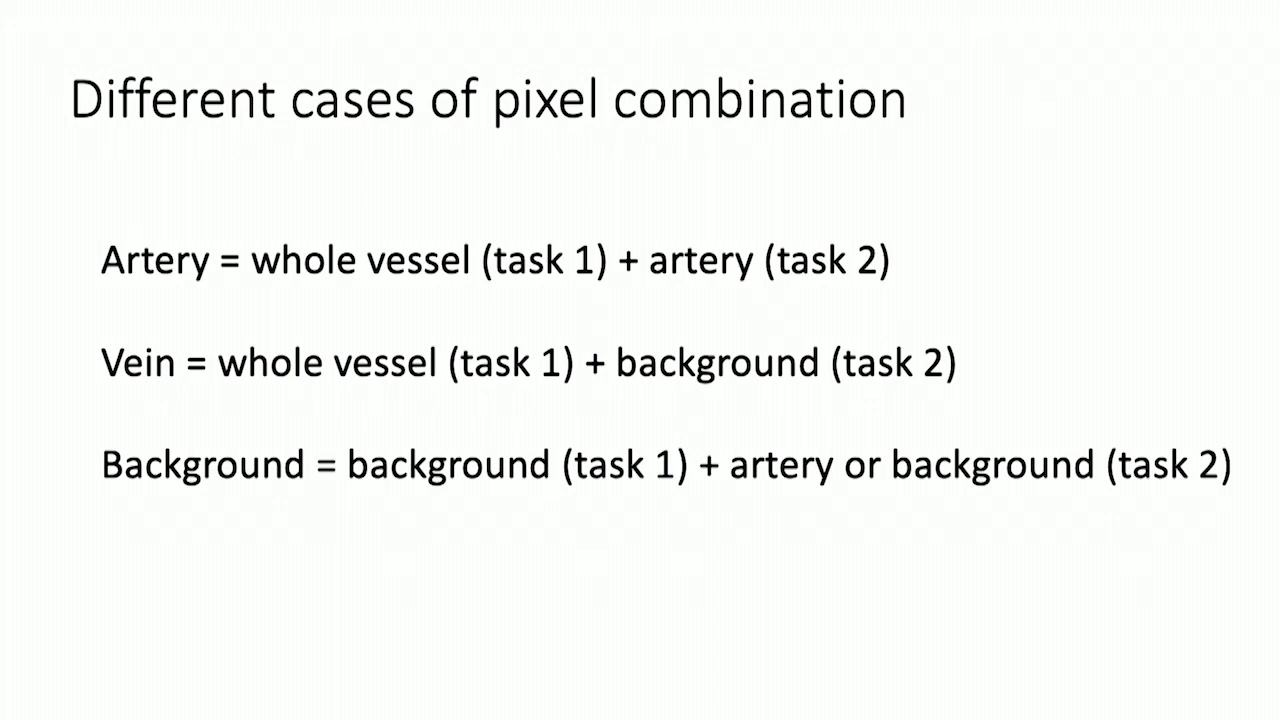 Different cases of pixel combination
Artery = whole vessel (task 1) + artery (task 2)
Vein = whole vessel (task 1) + background (task 2)
Background = background (task 1) + artery or background (task 2)